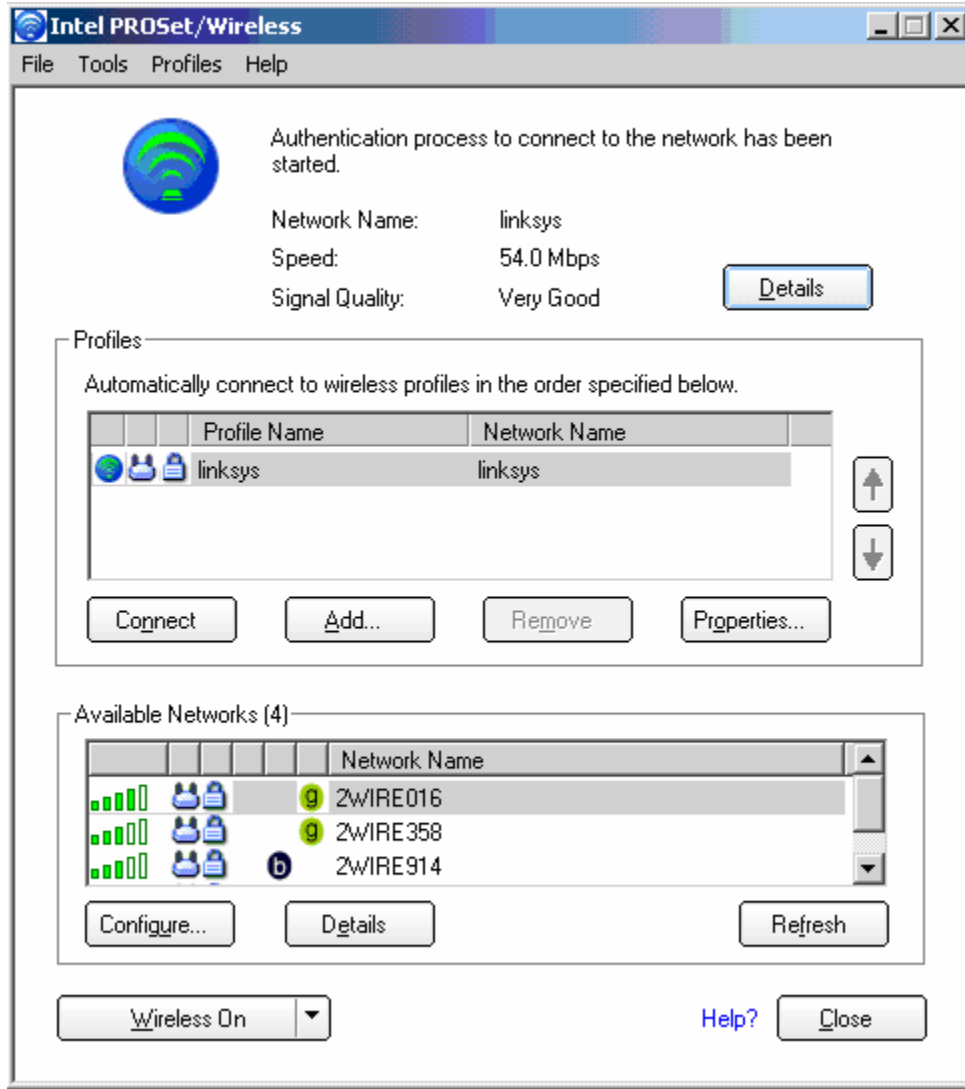 Intel PROSet/Wireless
File Tools Profiles Help
Authentication process to connect to the network has been
started.
Network Name: linksys
Speed: 54.0 Mbps
Signal Quality: Very Good
Details
Profiles
Automatically connect to wireless profiles in the order specified below.
Profile Name Network Name
linksys linksys
Connect Add... Remove Properties...
Available Networks (4)
Network Name
g 2WIRE016
g 2WIRE358
b 2WIRE914
Configure... Details Refresh
Wireless On Help? Close